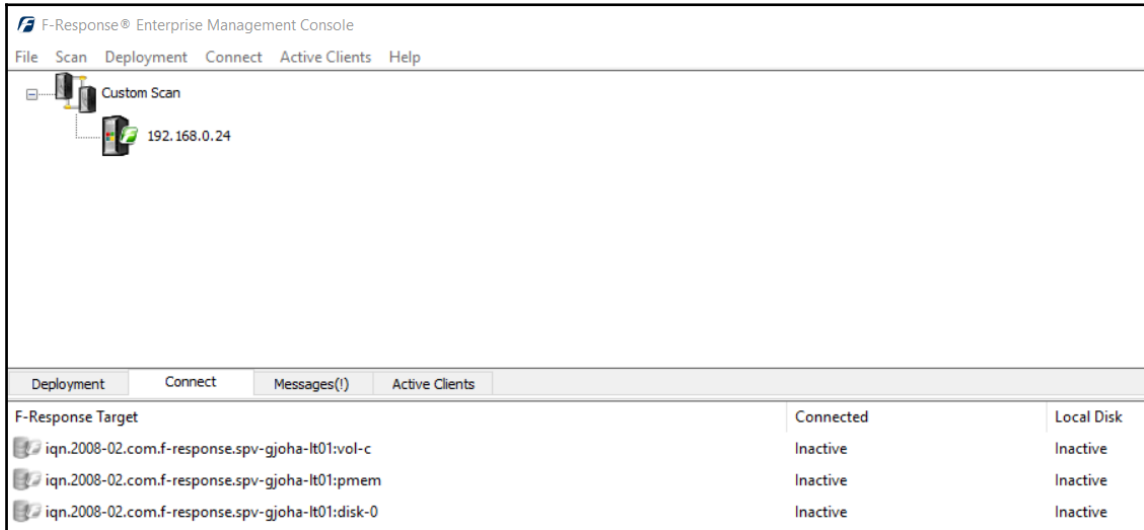 F-Response® Enterprise Management Console
File Scan Deployment Connect Active Clients Help
Custom Scan
192.168.0.24
Deployment Connect Messages(!) Active Clients
F-Response Target Connected Local Disk
iqn.2008-02.com.f-response.spv-gjoha-lt01:vol-c Inactive Inactive
iqn.2008-02.com.f-response.spv-gjoha-lt01:pmem Inactive Inactive
iqn.2008-02.com.f-response.spv-gjoha-lt01:disk-0 Inactive Inactive